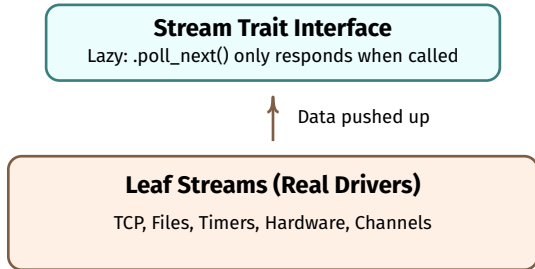 Stream Trait Interface
Lazy: .poll_next() only responds when called
Data pushed up
Leaf Streams (Real Drivers)
TCP, Files, Timers, Hardware, Channels